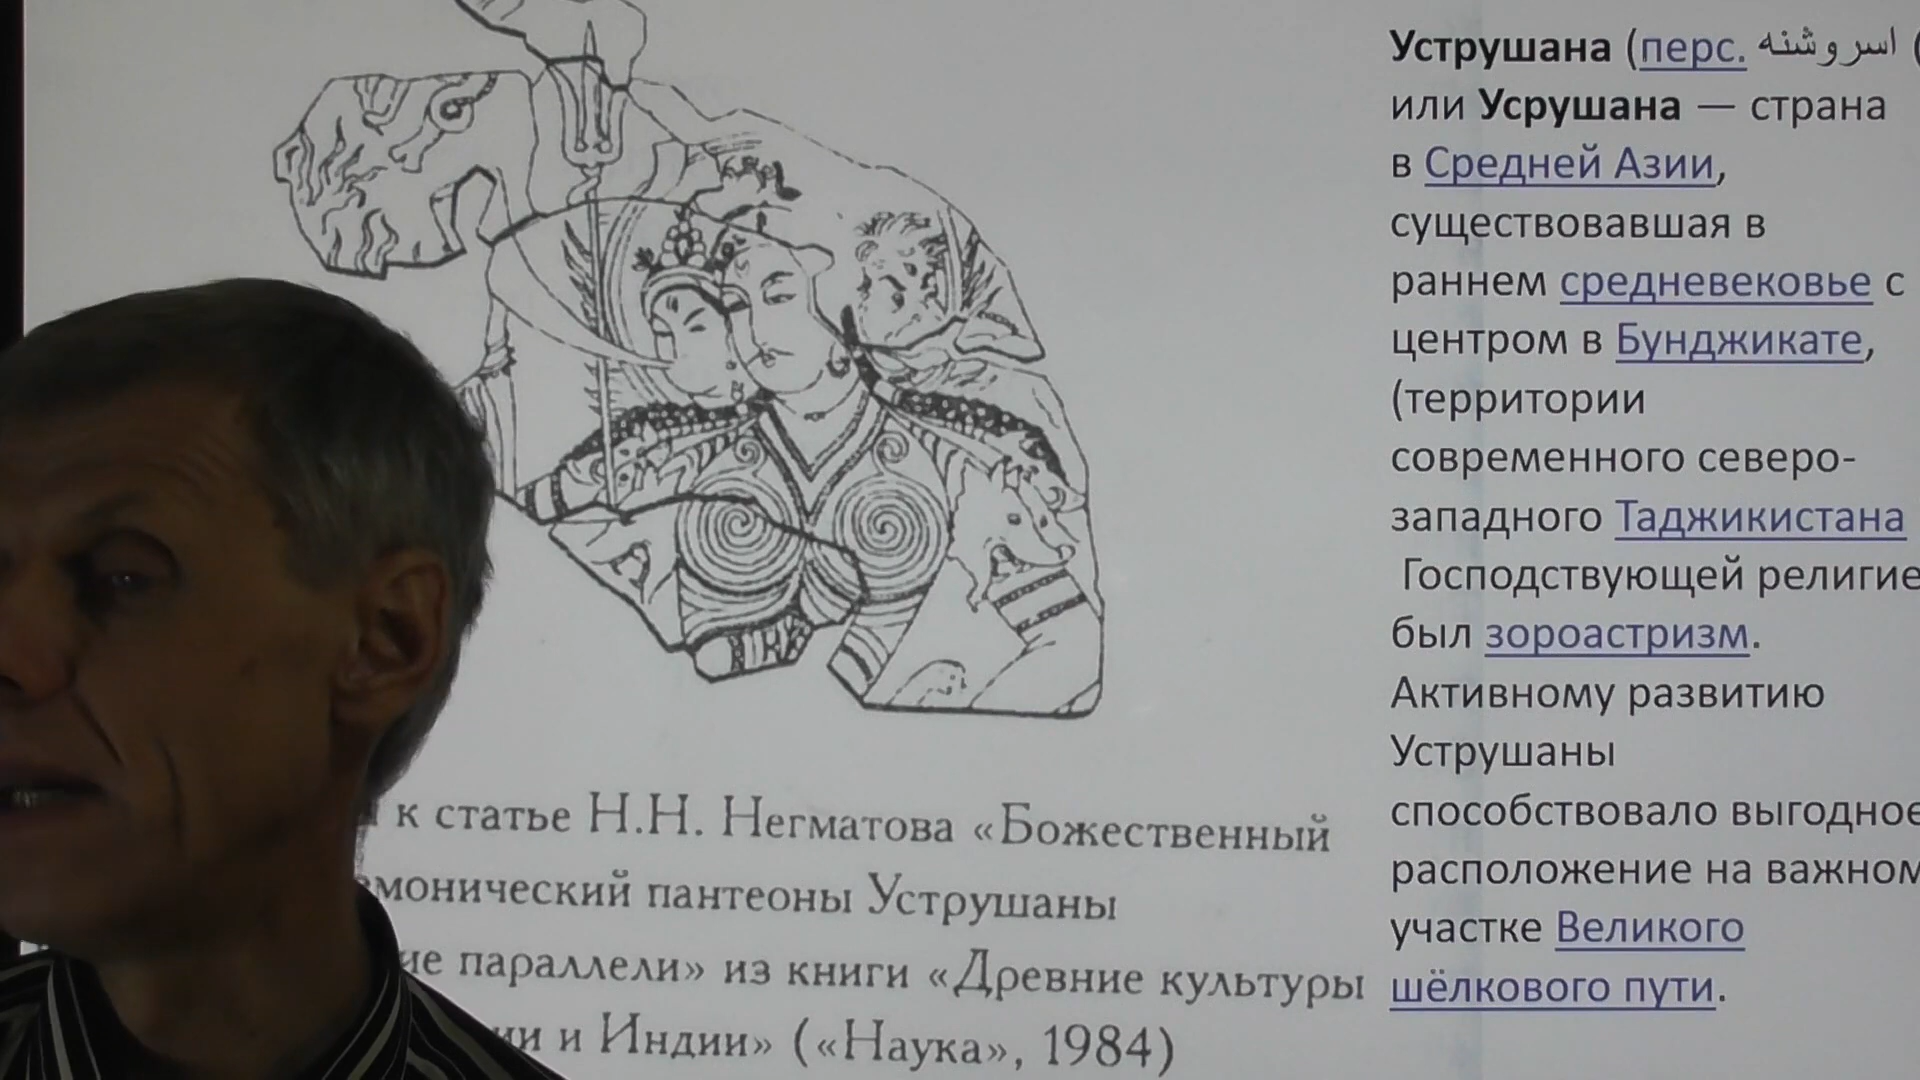 Уструшана (перс. اسروشنه (
или Усрушана — страна
в Средней Азии,
существовавшая в
раннем средневековье с
центром в Бунджикате,
(территории
современного северо-
западного Таджикистана
Господствующей религие
был зороастризм.
Активному развитию
Уструшаны
способствовало выгодное
расположение на важном
участке Великого
шёлкового пути.
к статье Н.Н. Негматова «Божественный
монический пантеоны Уструшаны
ие параллели» из книги «Древние культуры
ии и Индии» («Наука», 1984)